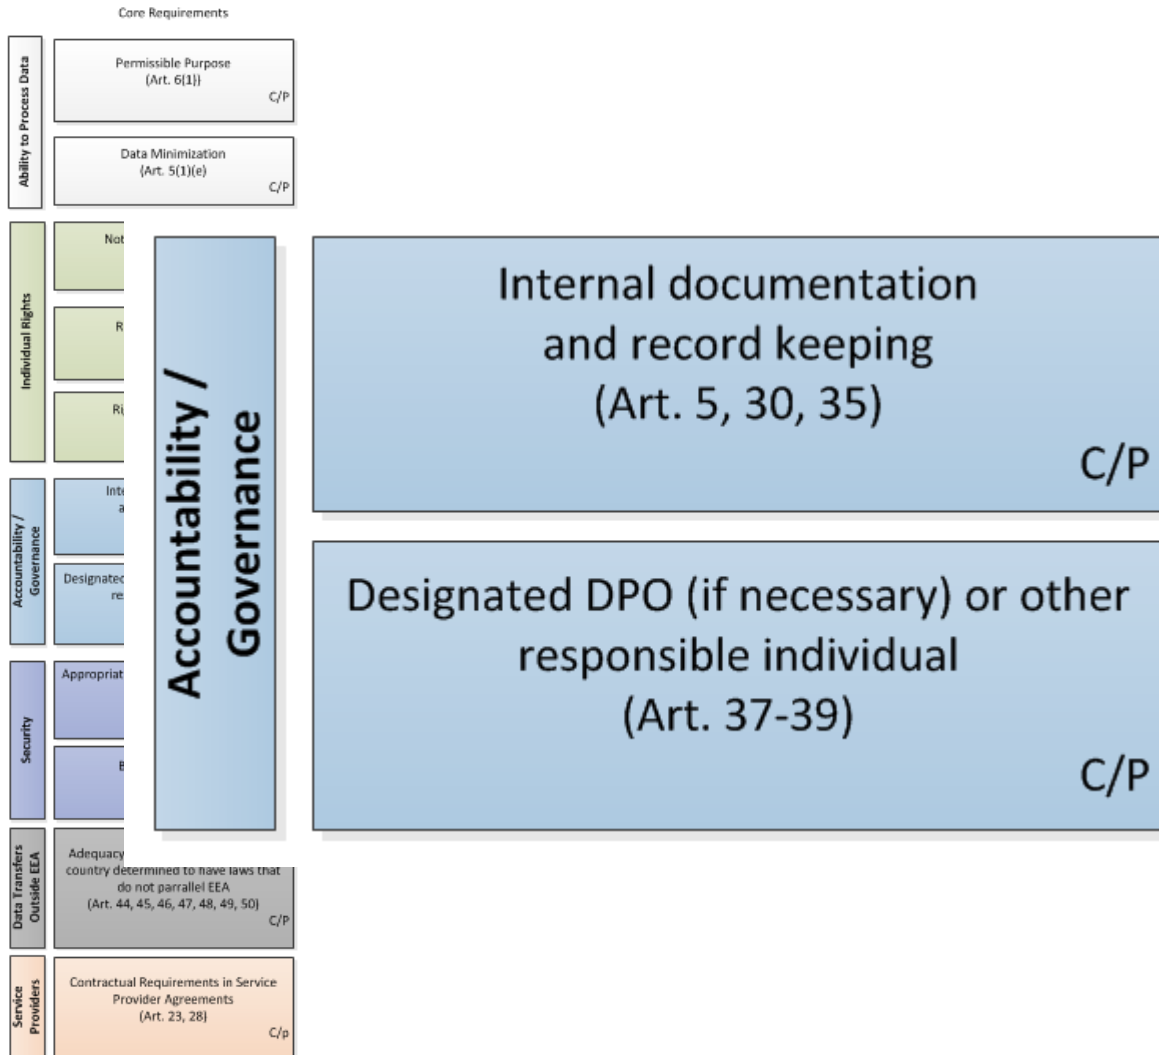 Core Requirements
Ability to Process Data
Permissible Purpose
(Art. 6(1))
C/P
Data Minimization
(Art. 5(1)(e)
C/P
Individual Rights
Accountability /
Governance
Designated
Security
Data Transfers
Outside EEA
Adequacy
country determined to have laws that
do not parrallel EEA
(Art. 44, 45, 46, 47, 48, 49, 50)
C/P
Service
Providers
Contractual Requirements in Service
Provider Agreements
(Art. 23, 28)
C/p
Accountability /
Governance
Internal documentation
and record keeping
(Art. 5, 30, 35)
C/P
Designated DPO (if necessary) or other
responsible individual
(Art. 37-39)
C/P